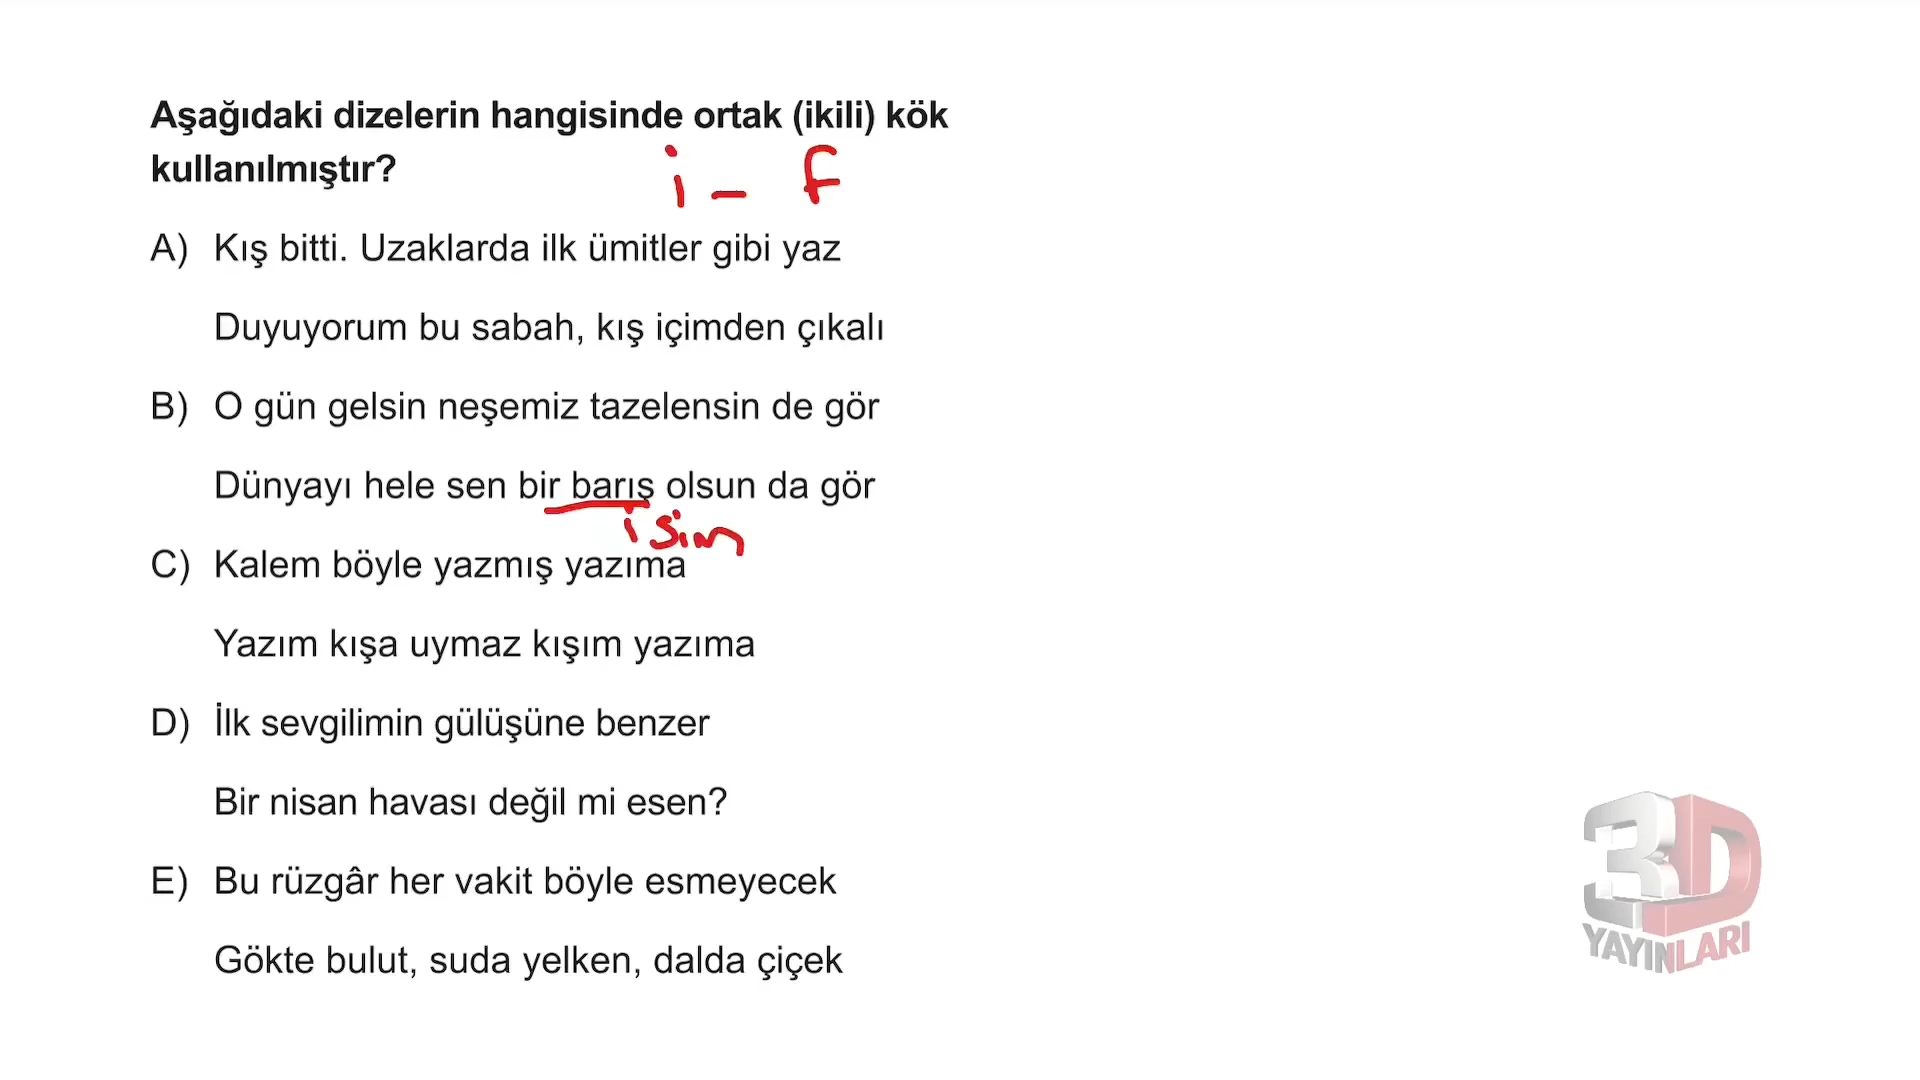 Aşağıdaki dizelerin hangisinde ortak (ikili) kök
kullanılmıştır?
i - F
A) Kış bitti. Uzaklarda ilk ümitler gibi yaz
Duyuyorum bu sabah, kış içimden çıkalı
B) O gün gelsin neşemiz tazelensin de gör
Dünyayı hele sen bir barış olsun da gör
isim
C) Kalem böyle yazmış yazıma
Yazım kışa uymaz kışım yazıma
D) İlk sevgilimin gülüşüne benzer
Bir nisan havası değil mi esen?
E) Bu rüzgâr her vakit böyle esmeyecek
Gökte bulut, suda yelken, dalda çiçek
3D
YAYINLARI